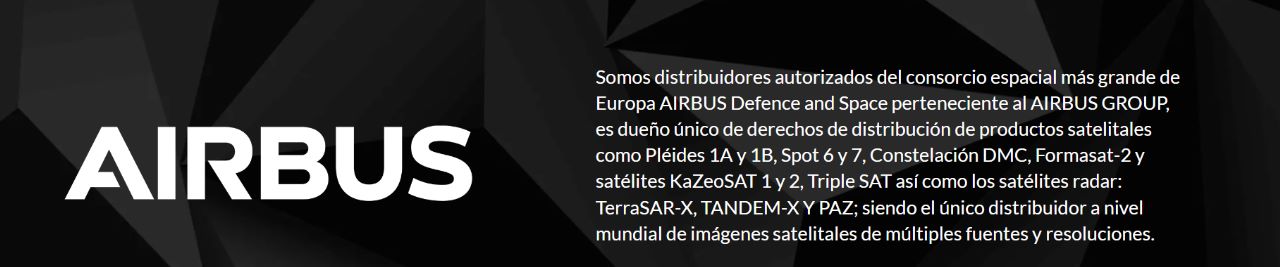 AIRBUS
Somos distribuidores autorizados del consorcio espacial más grande de
Europa AIRBUS Defence and Space perteneciente al AIRBUS GROUP,
es dueño único de derechos de distribución de productos satelitales
como Pléides 1A y 1B, Spot 6 y 7, Constelación DMC, Formasat-2 y
satélites KaZeoSAT 1 y 2, Triple SAT así como los satélites radar:
TerraSAR-X, TANDEM-X Y PAZ; siendo el único distribuidor a nivel
mundial de imágenes satelitales de múltiples fuentes y resoluciones.